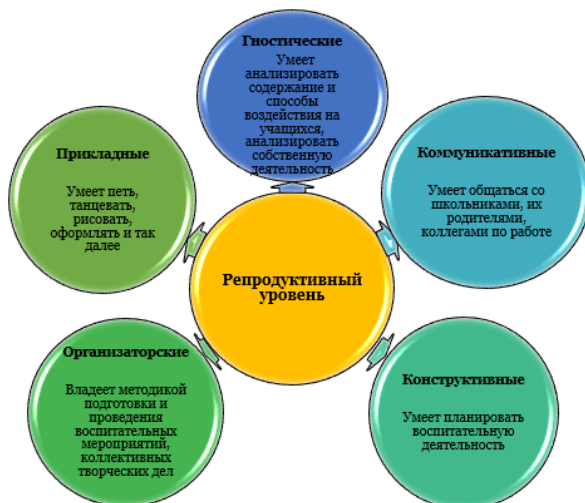 Гностические
Умеет
анализировать
содержание и
способы
воздействия на
учащихся,
анализировать
собственную
деятельность
Коммуникативные
Умеет общаться со
школьниками, их
родителями,
коллегами по работе
Конструктивные
Умеет планировать
воспитательную
деятельность
Организаторские
Владеет методикой
подготовки и
проведения
воспитательных
мероприятий,
коллективных
творческих дел
Прикладные
Умеет петь,
танцевать,
рисовать,
оформлять и так
далее
Репродуктивный
уровень